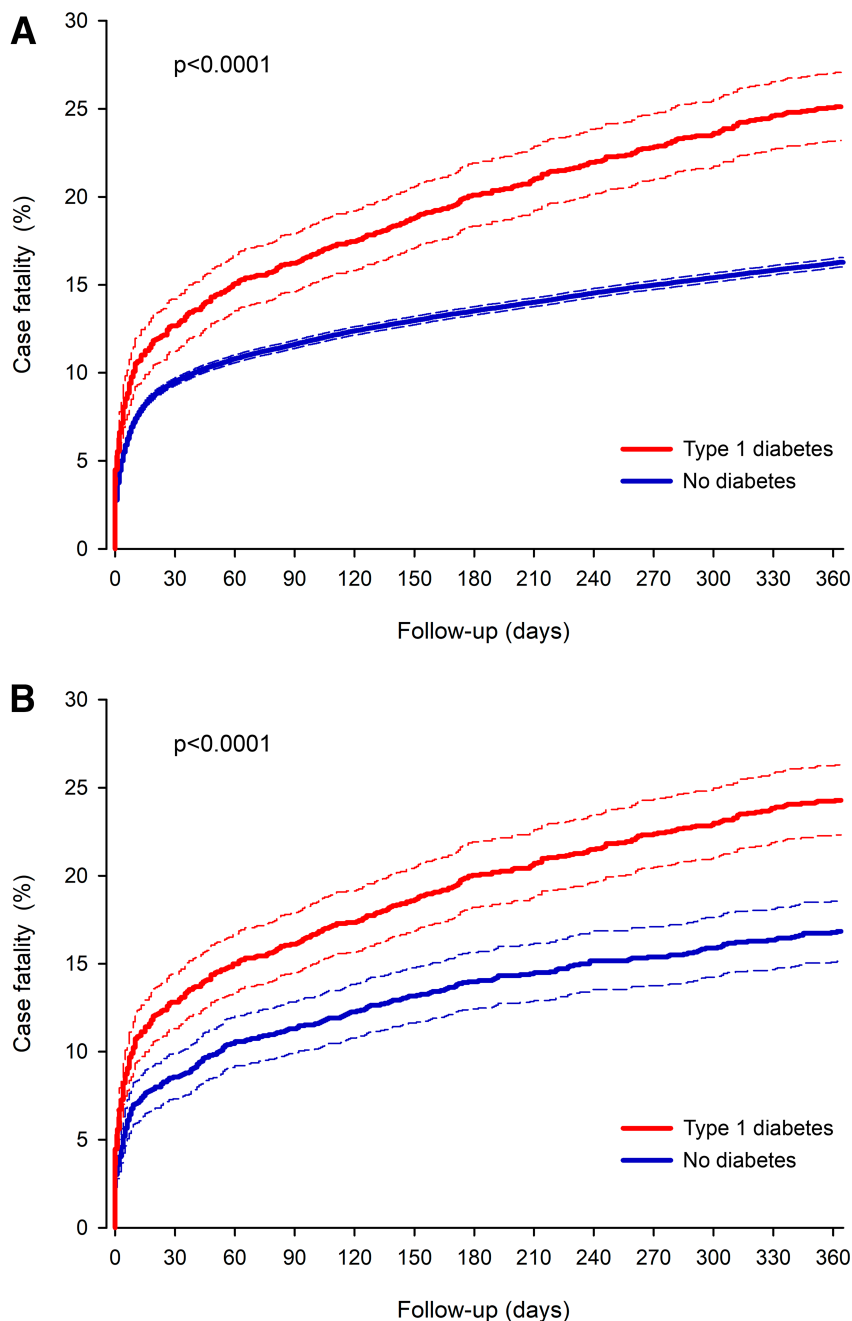 A
p<0.0001
30
25
20
15
10
5
0
Case fatality (%)
Type 1 diabetes
No diabetes
0 30 60 90 120 150 180 210 240 270 300 330 360
Follow-up (days)
B
p<0.0001
30
25
20
15
10
5
0
Case fatality (%)
Type 1 diabetes
No diabetes
0 30 60 90 120 150 180 210 240 270 300 330 360
Follow-up (days)